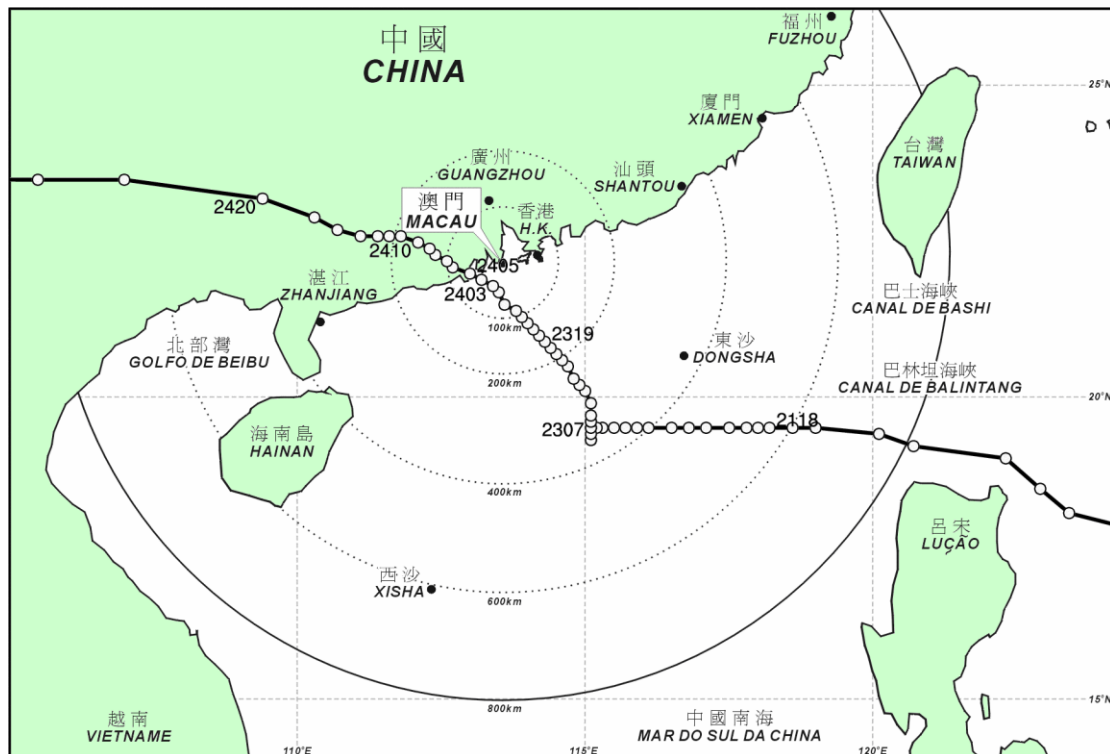 福州
FUZHOU
中國
CHINA
25°N
廈門
XIAMEN
台灣
TAIWAN
廣州
GUANGZHOU
汕頭
SHANTOU
澳門
MACAU
香港
H.K.
2420
2410
2405
2403
湛江
ZHANJIANG
巴士海峽
CANAL DE BASHI
100km
2319
北部灣
GOLFO DE BEIBU
東沙
DONGSHA
200km
巴林坦海峽
CANAL DE BALINTANG
20°N
海南島
HAINAN
2307
2118
400km
呂宋
LUÇÃO
西沙
XISHA
600km
15°N
800km
越南
VIETNAME
中國南海
MAR DO SUL DA CHINA
110°E
115°E
120°E